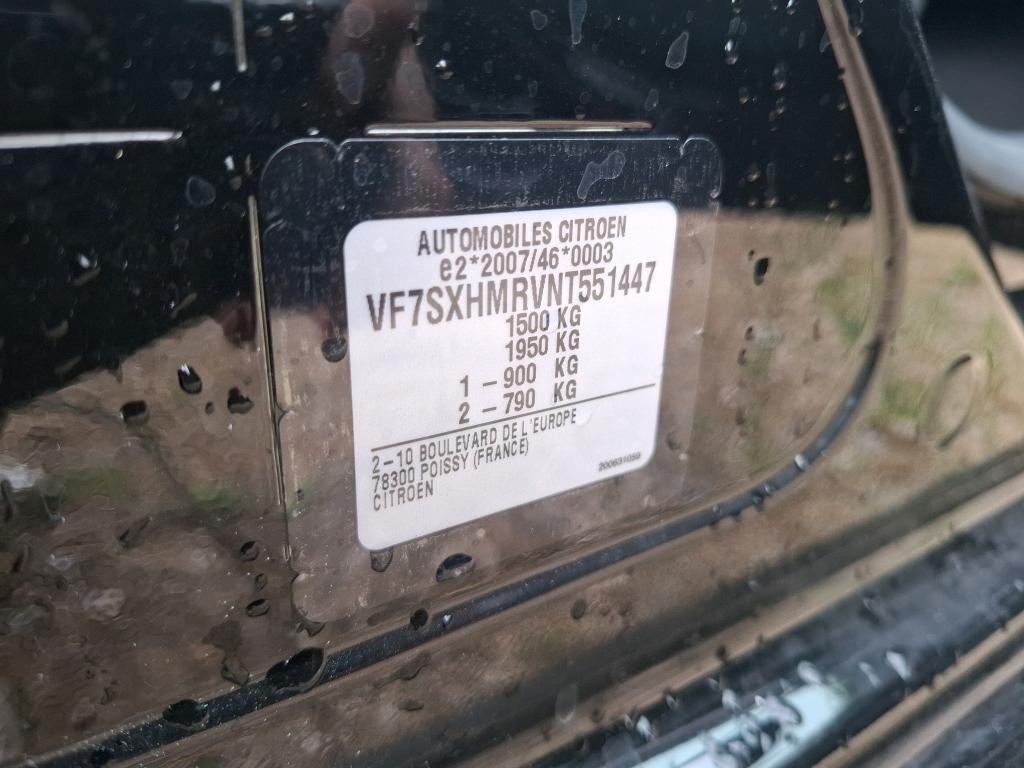 AUTOMOBILES CITROEN
e2*2007/46*0003
VF7SXHMRVNT551447
1500 KG
1950 KG
1 – 900 KG
2 – 790 KG
2–10 BOULEVARD DE L'EUROPE
78300 POISSY (FRANCE)
CITROEN
200631059